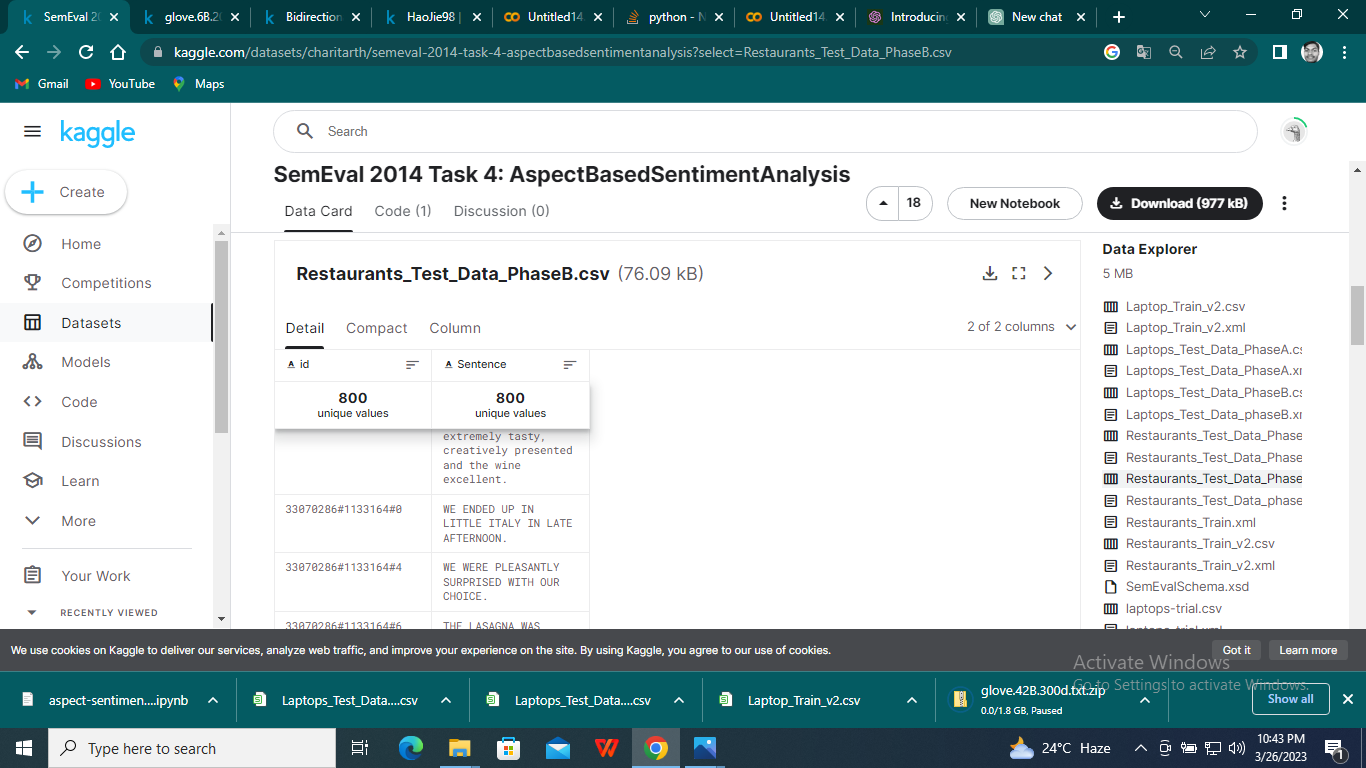 SemEval 20
glove.6B.20
Bidirection
HaoJie98 |
Untitled14.
python - N
Untitled14.
Introducin
New chat
kaggle.com/datasets/charitarth/semeval-2014-task-4-aspectbasedsentimentanalysis?select=Restaurants_Test_Data_PhaseB.csv
Gmail
YouTube
Maps
kaggle
Search
Create
Home
Competitions
Datasets
Models
Code
Discussions
Learn
More
Your Work
RECENTLY VIEWED
SemEval 2014 Task 4: AspectBasedSentimentAnalysis
Data Card
Code (1)
Discussion (0)
18
New Notebook
Download (977 kB)
Restaurants_Test_Data_PhaseB.csv (76.09 kB)
Detail
Compact
Column
2 of 2 columns
A id
A Sentence
800
unique values
800
unique values
extremely tasty,
creatively presented
and the wine
excellent.
33070286#1133164#0
WE ENDED UP IN
LITTLE ITALY IN LATE
AFTERNOON.
33070286#1133164#4
WE WERE PLEASANTLY
SURPRISED WITH OUR
CHOICE.
33070286#1133164#6
THE LASAGNA WAS
Data Explorer
5 MB
Laptop_Train_v2.csv
Laptop_Train_v2.xml
Laptops_Test_Data_PhaseA.cs
Laptops_Test_Data_PhaseA.xr
Laptops_Test_Data_PhaseB.cs
Laptops_Test_Data_phaseB.xr
Restaurants_Test_Data_Phase
Restaurants_Test_Data_Phase
Restaurants_Test_Data_Phase
Restaurants_Test_Data_phase
Restaurants_Train.xml
Restaurants_Train_v2.csv
Restaurants_Train_v2.xml
SemEvalSchema.xsd
laptops-trial.csv
laptops-trial.xml
We use cookies on Kaggle to deliver our services, analyze web traffic, and improve your experience on the site. By using Kaggle, you agree to our use of cookies.
Got it
Learn more
Activate Windows
Go to Settings to activate Windows.
aspect-sentimen....ipynb
Laptops_Test_Data....csv
Laptops_Test_Data....csv
Laptop_Train_v2.csv
glove.42B.300d.txt.zip
0.0/1.8 GB, Paused
Show all
Type here to search
24°C Haze
10:43 PM
3/26/2023
1